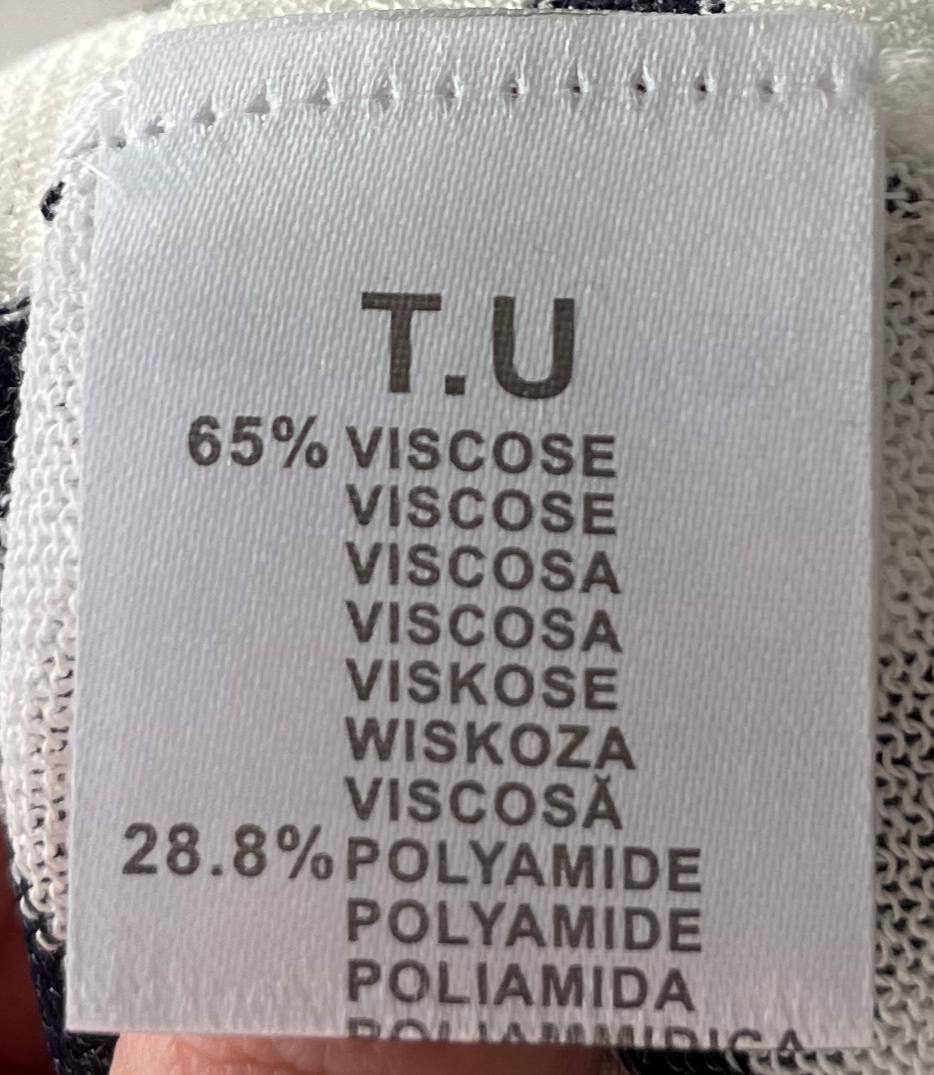 T.U
65% VISCOSE
VISCOSE
VISCOSA
VISCOSA
VISKOSE
WISKOZA
VISCOSĂ
28.8% POLYAMIDE
POLYAMIDE
POLIAMIDA